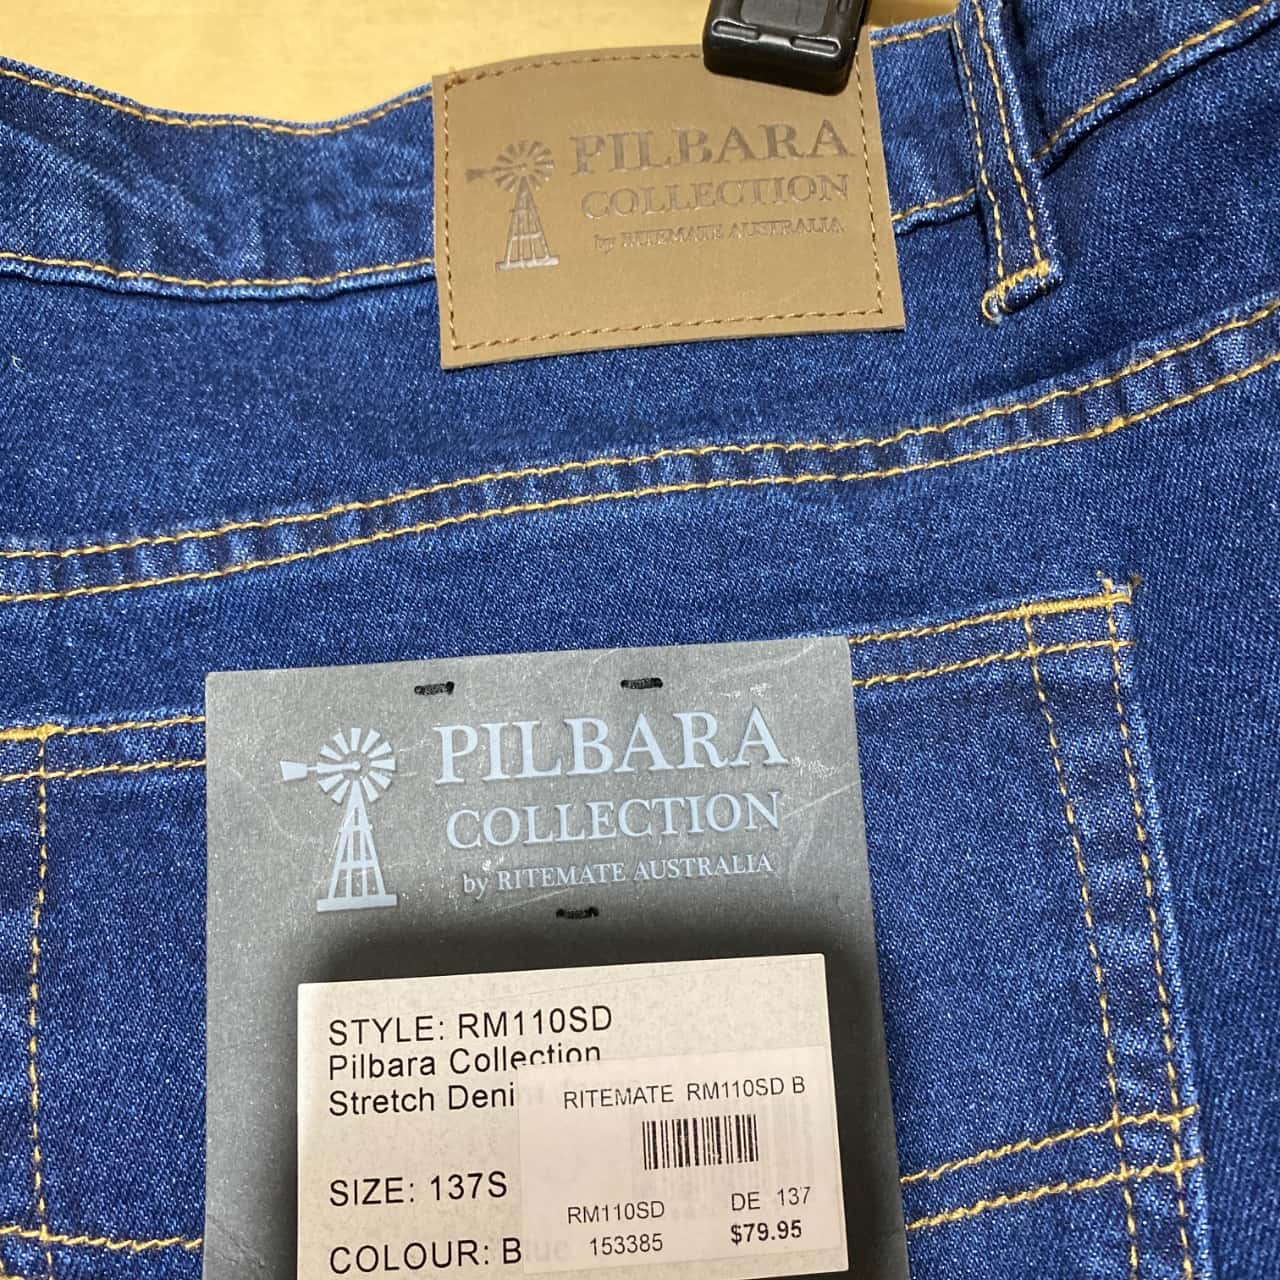 PILBARA
COLLECTION
by RITEMATE AUSTRALIA
PILBARA
COLLECTION
by RITEMATE AUSTRALIA
STYLE: RM110SD
Pilbara Collection
Stretch Deni
SIZE: 137S
COLOUR: Blue
RITEMATE RM110SD B
RM110SD DE 137
153385 $79.95